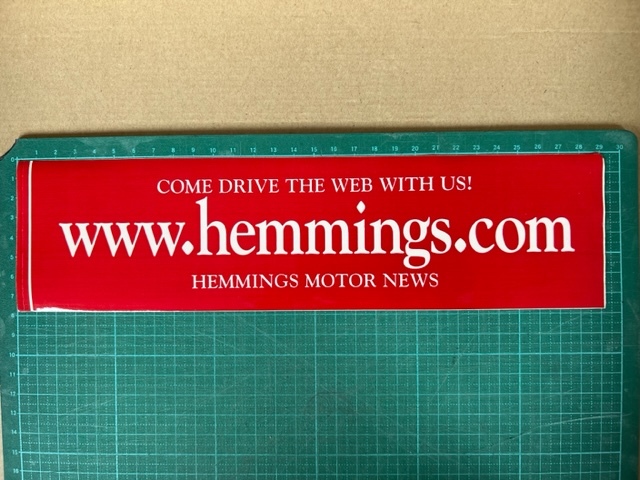 COME DRIVE THE WEB WITH US!
www.hemmings.com
HEMMINGS MOTOR NEWS